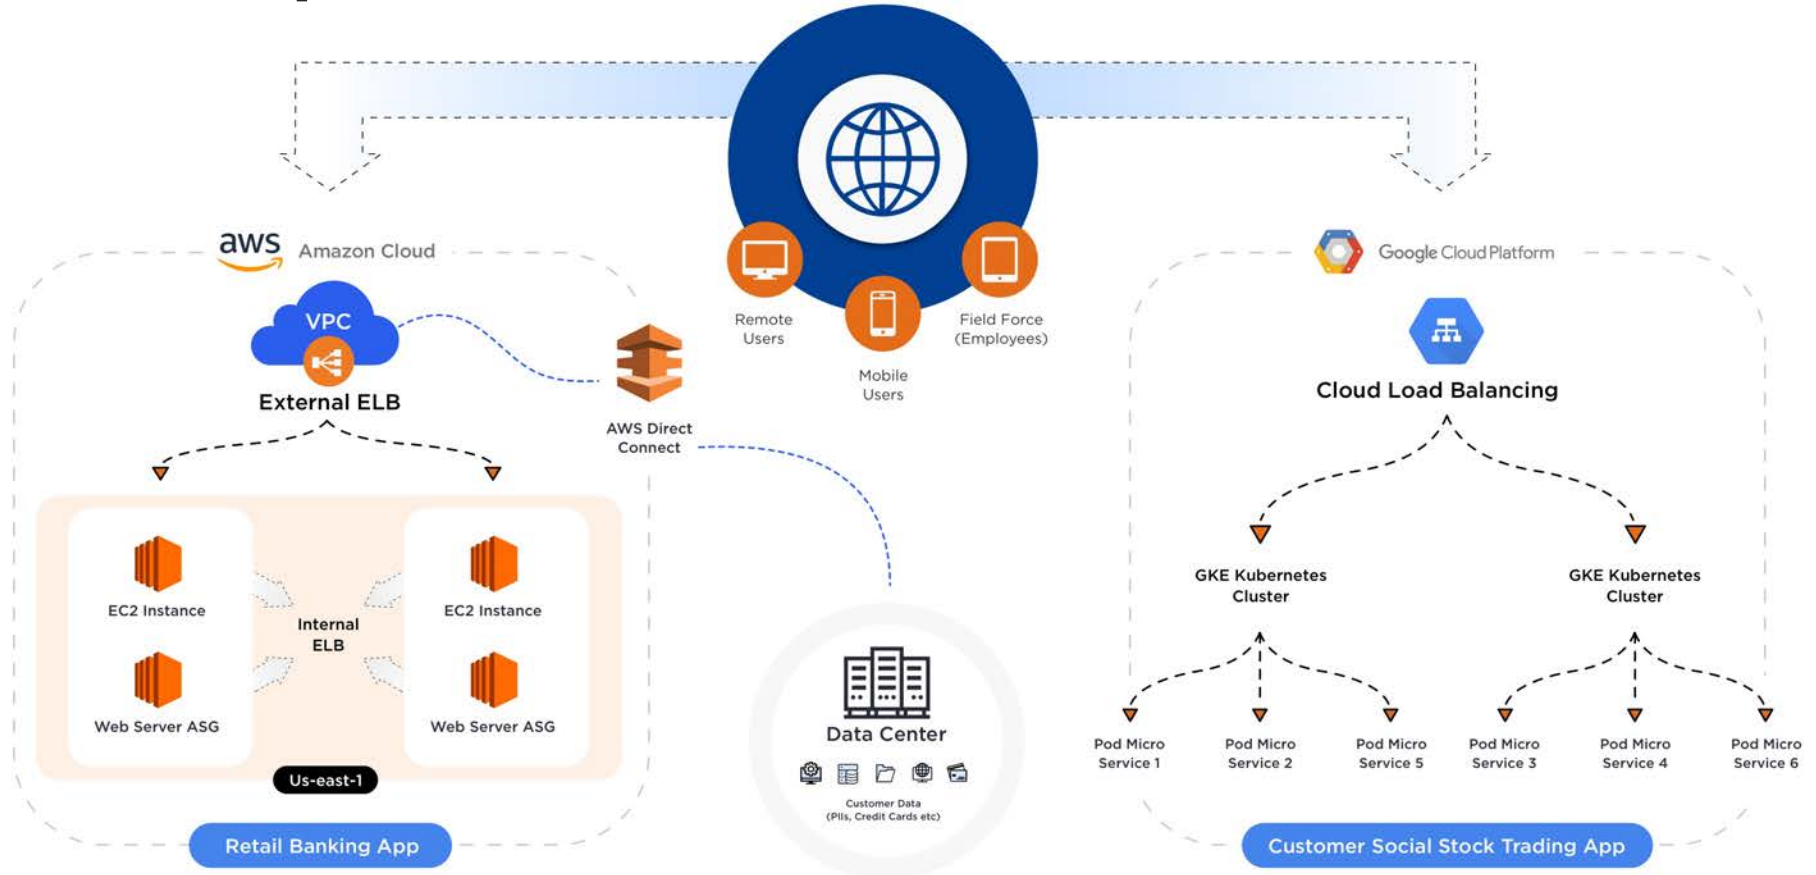 aws
Amazon Cloud
VPC
External ELB
AWS Direct
Connect
EC2 Instance
EC2 Instance
Internal
ELB
Web Server ASG
Web Server ASG
Us-east-1
Retail Banking App
Remote
Users
Mobile
Users
Field Force
(Employees)
Data Center
Customer Data
(PIIs, Credit Cards etc)
Google Cloud Platform
Cloud Load Balancing
GKE Kubernetes
Cluster
GKE Kubernetes
Cluster
Pod Micro
Service 1
Pod Micro
Service 2
Pod Micro
Service 5
Pod Micro
Service 3
Pod Micro
Service 4
Pod Micro
Service 6
Customer Social Stock Trading App